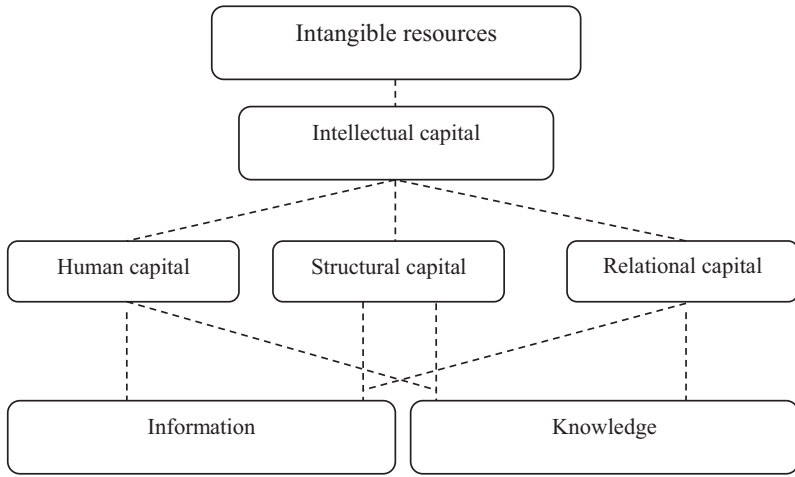 Intangible resources
Intellectual capital
Human capital
Structural capital
Relational capital
Information
Knowledge